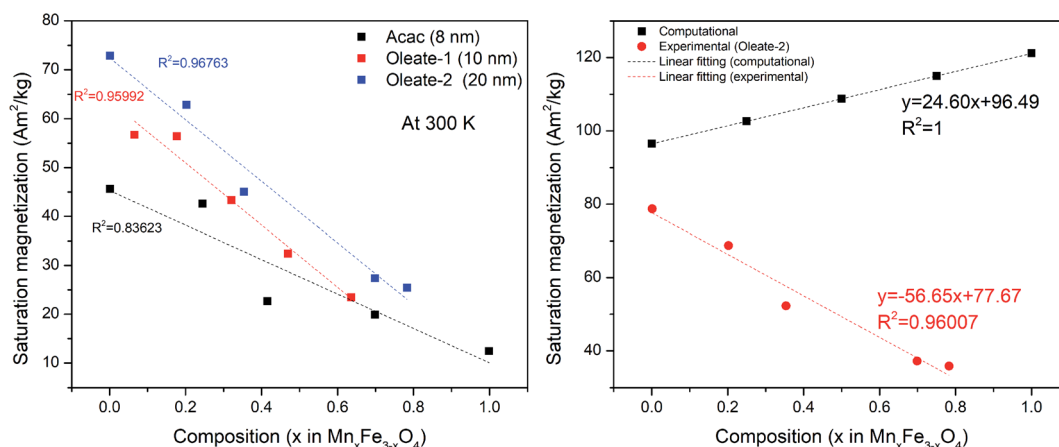 80
70
60
50
40
30
20
10
0.0 0.2 0.4 0.6 0.8 1.0
Saturation magnetization (Am²/kg)
Composition (x in MnₓFe₃₋ₓO₄)
Acac (8 nm)
Oleate-1 (10 nm)
Oleate-2 (20 nm)
At 300 K
R²=0.96763
R²=0.95992
R²=0.83623
120
100
80
60
40
0.0 0.2 0.4 0.6 0.8 1.0
Saturation magnetization (Am²/kg)
Composition (x in MnₓFe₃₋ₓO₄)
Computational
Experimental (Oleate-2)
Linear fitting (computational)
Linear fitting (experimental)
y=24.60x+96.49
R²=1
y=-56.65x+77.67
R²=0.96007